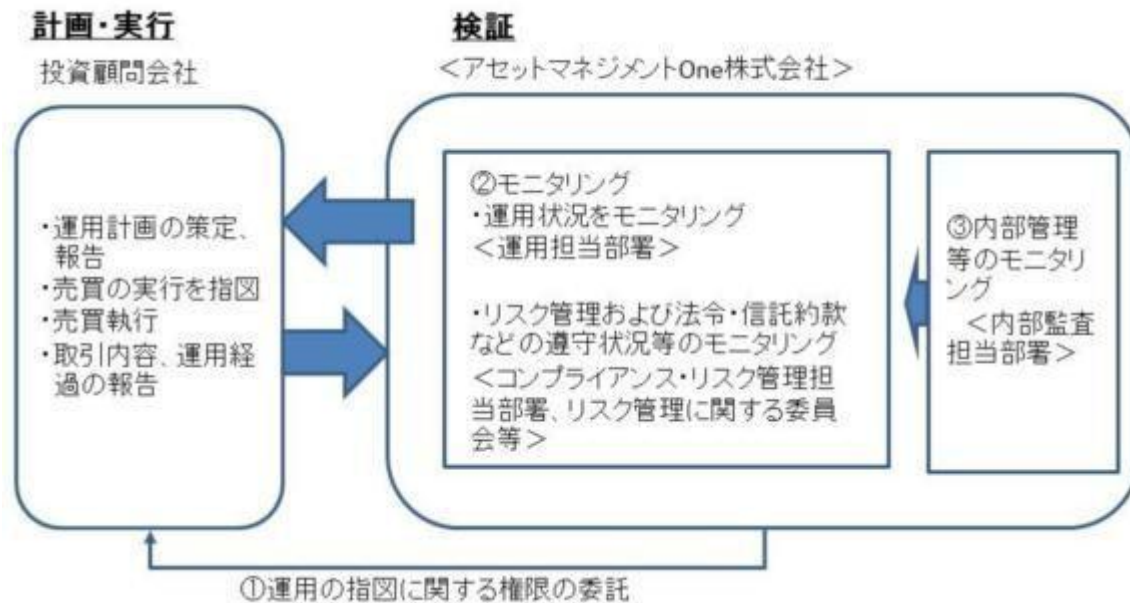 計画・実行
投資顧問会社
・運用計画の策定、
報告
・売買の実行を指図
・売買執行
・取引内容、運用経
過の報告
検証
＜アセットマネジメントOne株式会社＞
②モニタリング
・運用状況をモニタリング
＜運用担当部署＞
・リスク管理および法令・信託約款
などの遵守状況等のモニタリング
＜コンプライアンス・リスク管理担
当部署、リスク管理に関する委員
会等＞
③内部管理
等のモニタリ
ング
＜内部監査
担当部署＞
①運用の指図に関する権限の委託